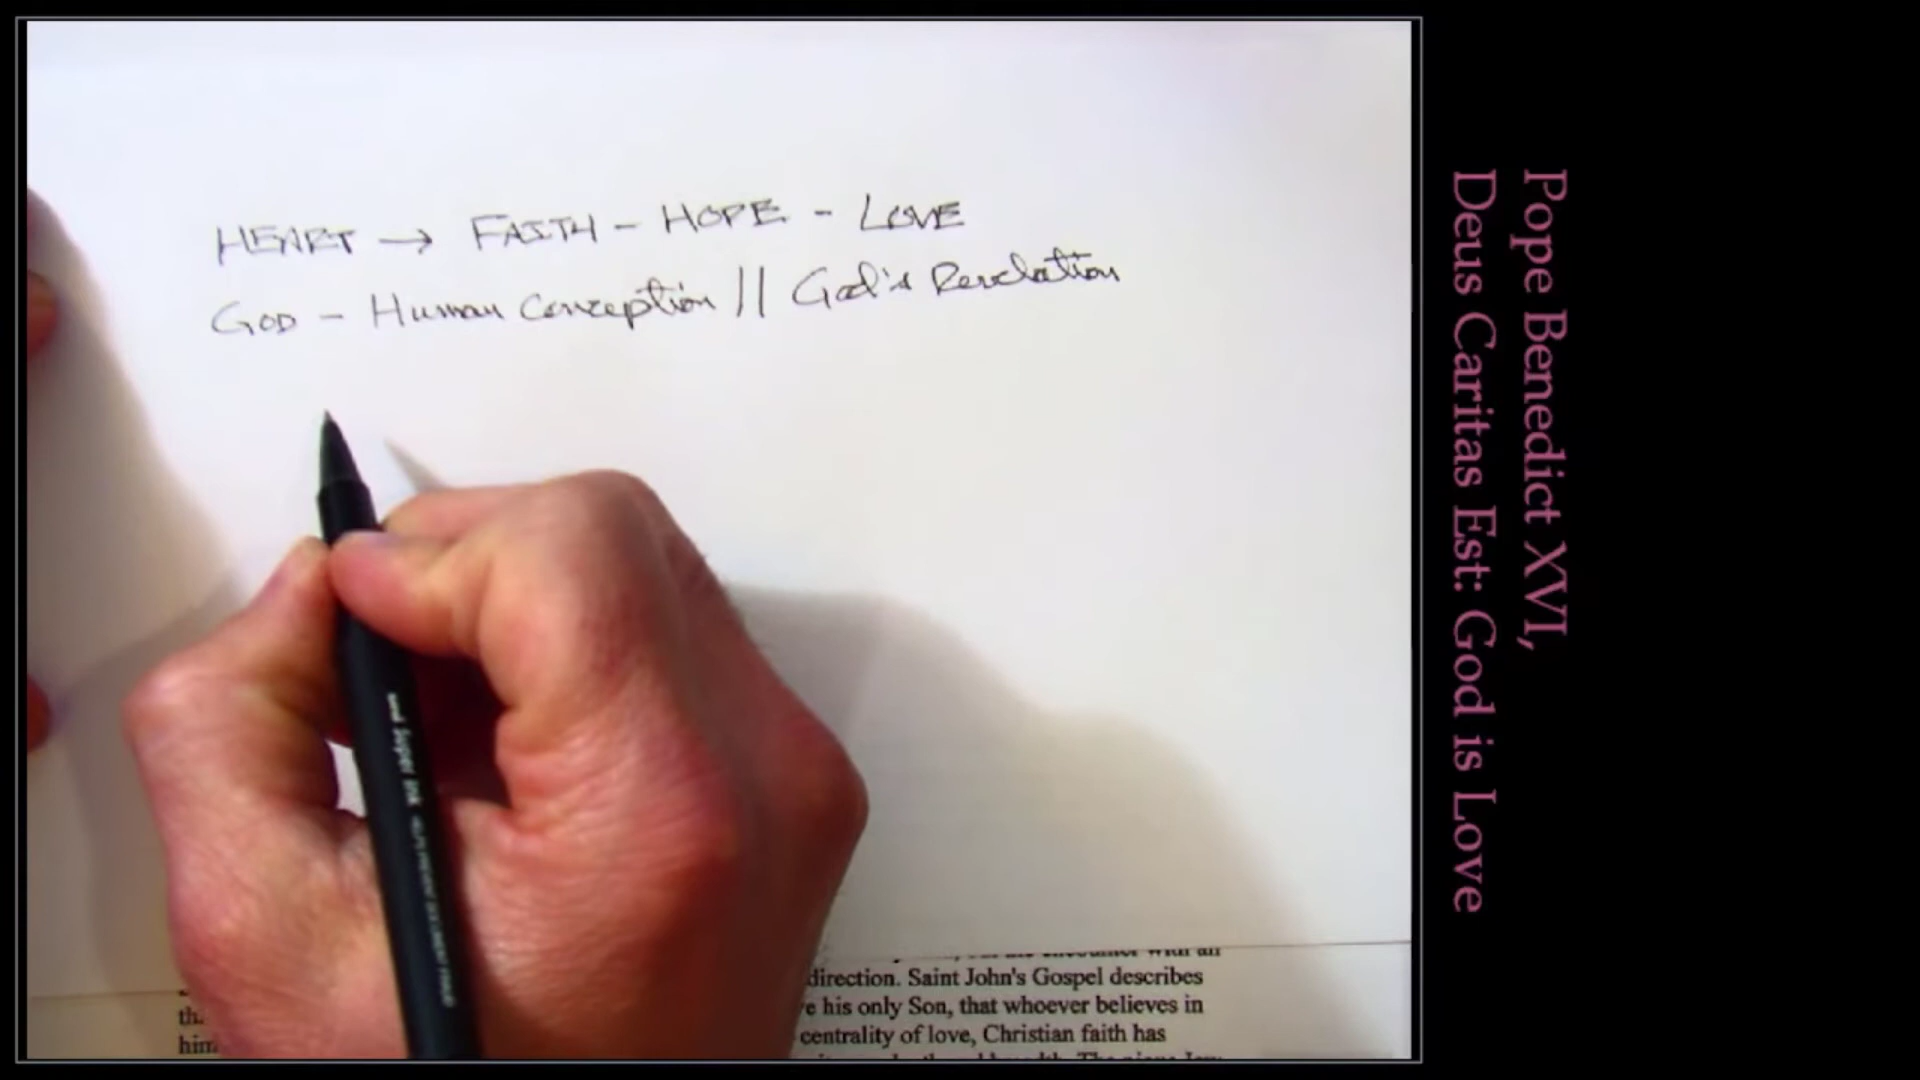 HEART → FAITH - HOPE - LOVE
GOD - Human Conception || God's Revelation
direction. Saint John's Gospel describes
his only Son, that whoever believes in
him
centrality of love, Christian faith has
Pope Benedict XVI,
Deus Caritas Est: God is Love